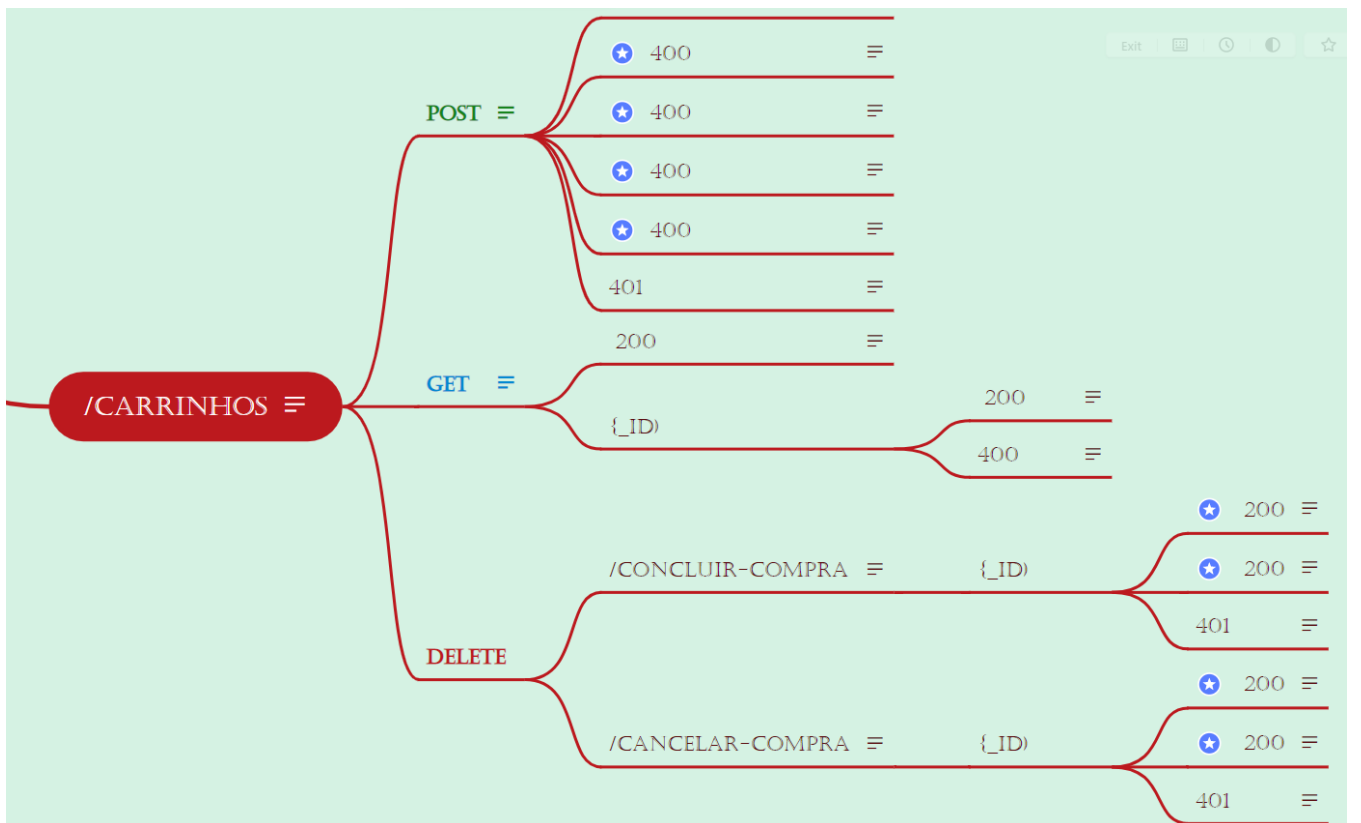 Exit
400
POST
400
400
400
401
200
/CARRINHOS
GET
{_ID)
200
400
DELETE
/CONCLUIR-COMPRA
{_ID)
200
200
401
/CANCELAR-COMPRA
{_ID)
200
200
401